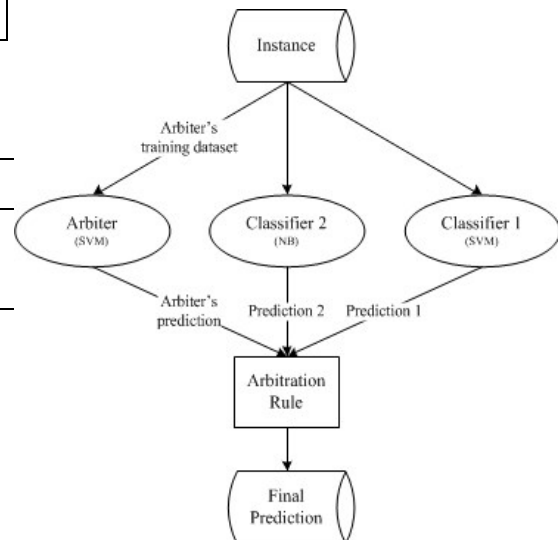 Instance
Arbiter's
training dataset
Arbiter
(SVM)
Classifier 2
(NB)
Classifier 1
(SVM)
Arbiter's
prediction
Prediction 2
Prediction 1
Arbitration
Rule
Final
Prediction